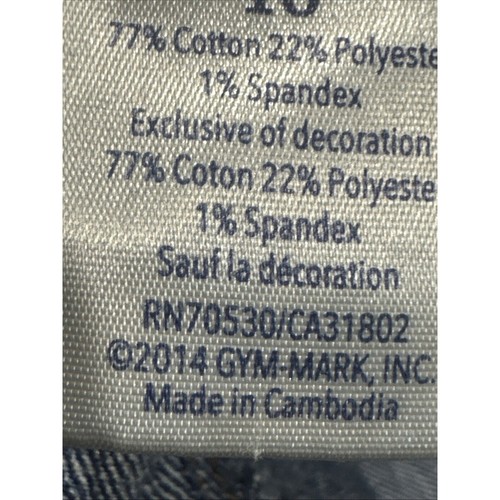 77% Cotton 22% Polyeste
1% Spandex
Exclusive of decoration
77% Coton 22% Polyeste
1% Spandex
Sauf la décoration
RN70530/CA31802
©2014 GYM-MARK, INC.
Made in Cambodia